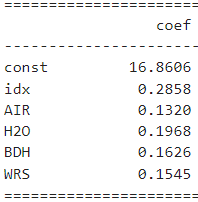 ======================
coef
----------------------
const 16.8606
idx 0.2858
AIR 0.1320
H2O 0.1968
BDH 0.1626
WRS 0.1545
======================